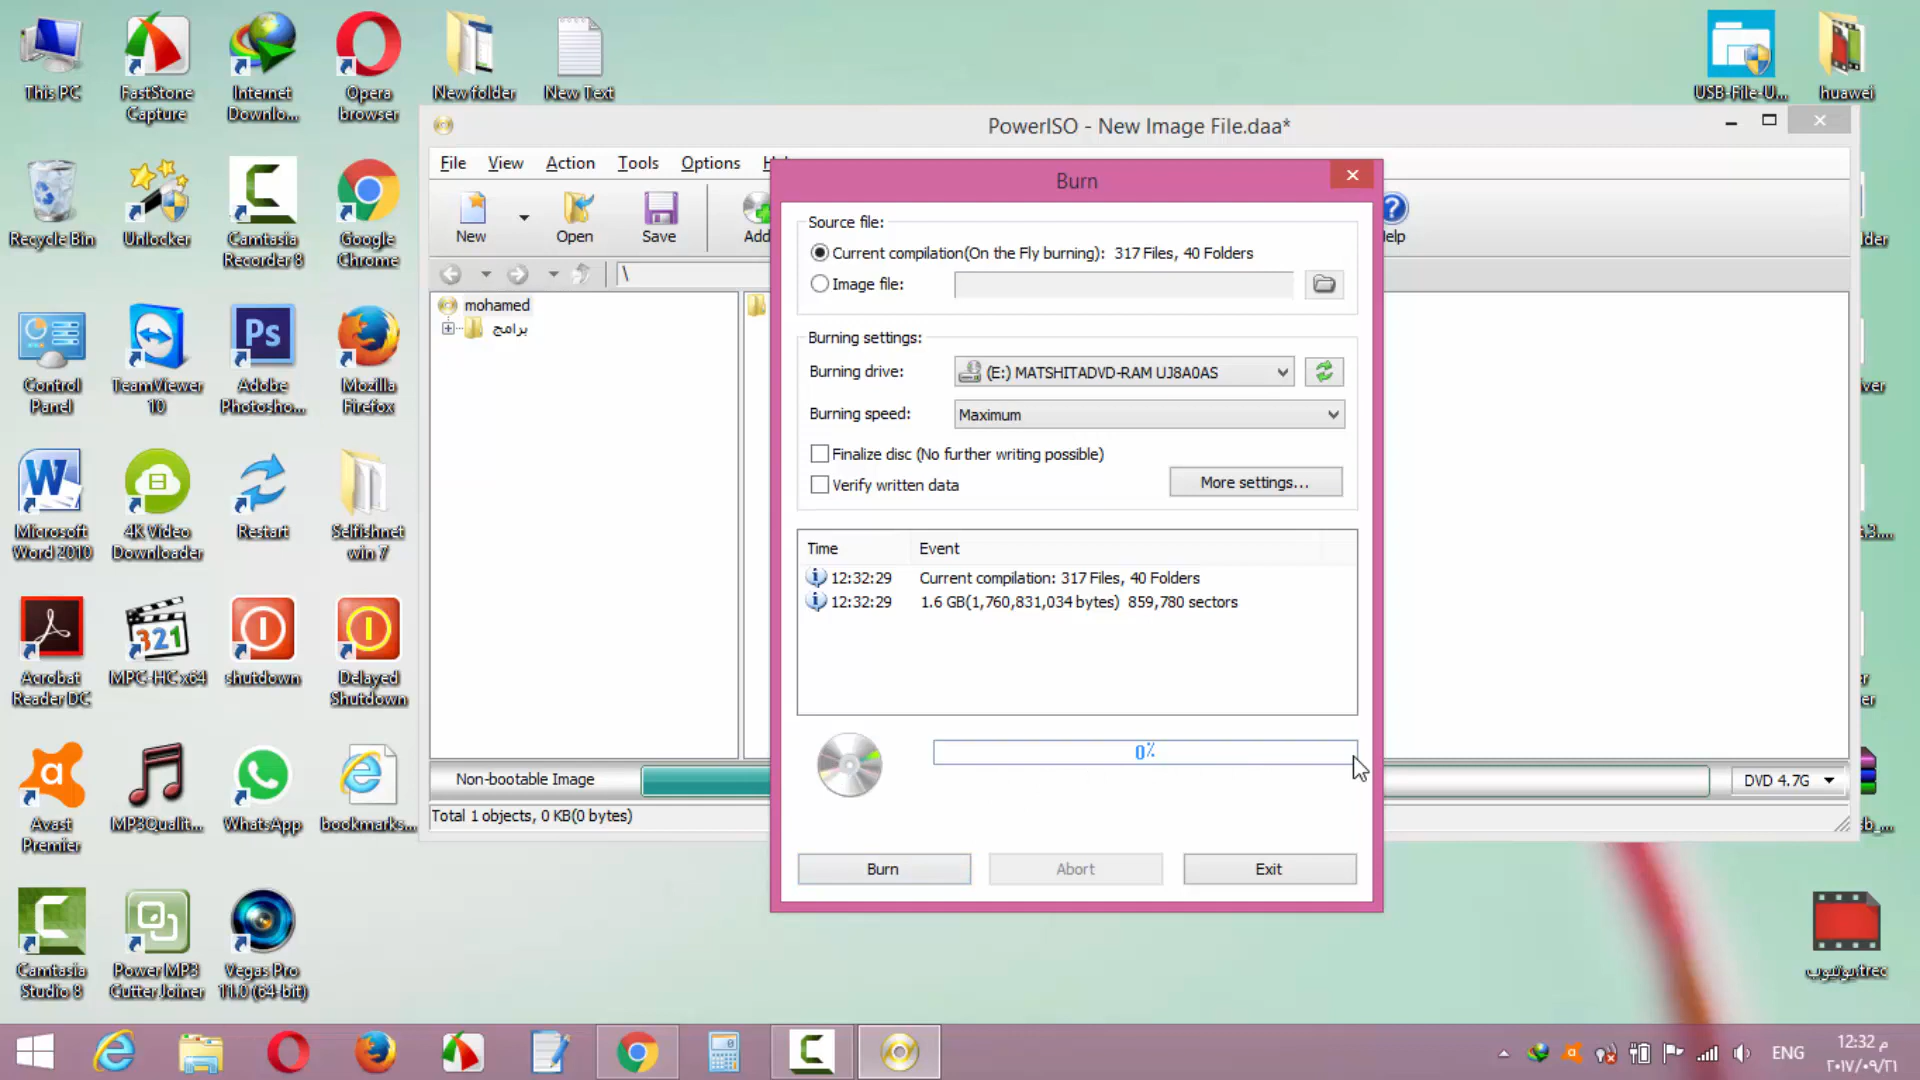 This PC
FastStone
Capture
Internet
Downlo...
Opera
browser
New folder
New Text
USB-File-U...
huawei
Recycle Bin
Unlocker
Camtasia
Recorder 8
Google
Chrome
Control
Panel
TeamViewer
10
Adobe
Photosho...
Mozilla
Firefox
Microsoft
Word 2010
4K Video
Downloader
Restart
Selfishnet
win 7
Acrobat
Reader DC
MPC-HC x64
shutdown
Delayed
Shutdown
Avast
Premier
MP3Qualit...
WhatsApp
bookmarks...
Camtasia
Studio 8
Power MP3
Cutter Joiner
Vegas Pro
11.0 (64-bit)
PowerISO - New Image File.daa*
File View Action Tools Options
New
Open
Save
Add
\
mohamed
برامج
Non-bootable Image
DVD 4.7G
Total 1 objects, 0 KB(0 bytes)
Burn
Source file:
Current compilation(On the Fly burning): 317 Files, 40 Folders
Image file:
Burning settings:
Burning drive: (E:) MATSHITADVD-RAM UJ8A0AS
Burning speed: Maximum
Finalize disc (No further writing possible)
Verify written data
More settings...
Time Event
12:32:29 Current compilation: 317 Files, 40 Folders
12:32:29 1.6 GB(1,760,831,034 bytes) 859,780 sectors
0%
Burn Abort Exit
ENG
12:32 م
٢٠١٧/٠٩/٢١